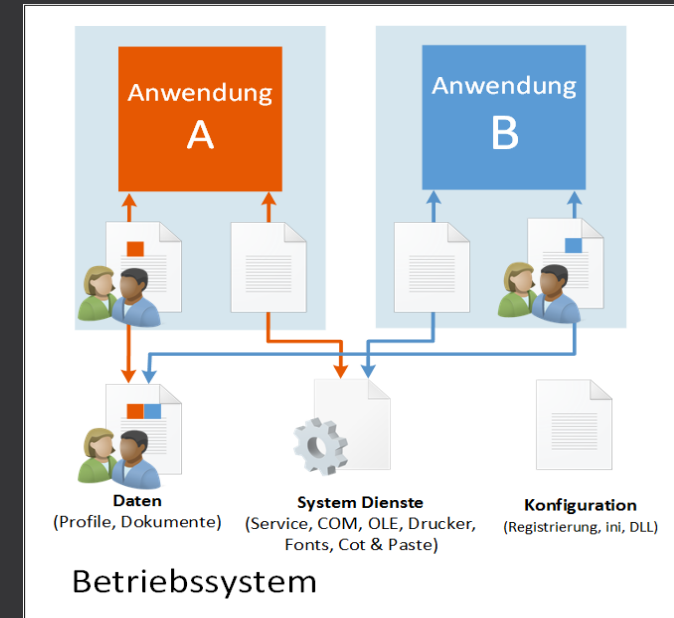 Anwendung
A
Anwendung
B
Daten
(Profile, Dokumente)
System Dienste
(Service, COM, OLE, Drucker,
Fonts, Cot & Paste)
Konfiguration
(Registrierung, ini, DLL)
Betriebssystem